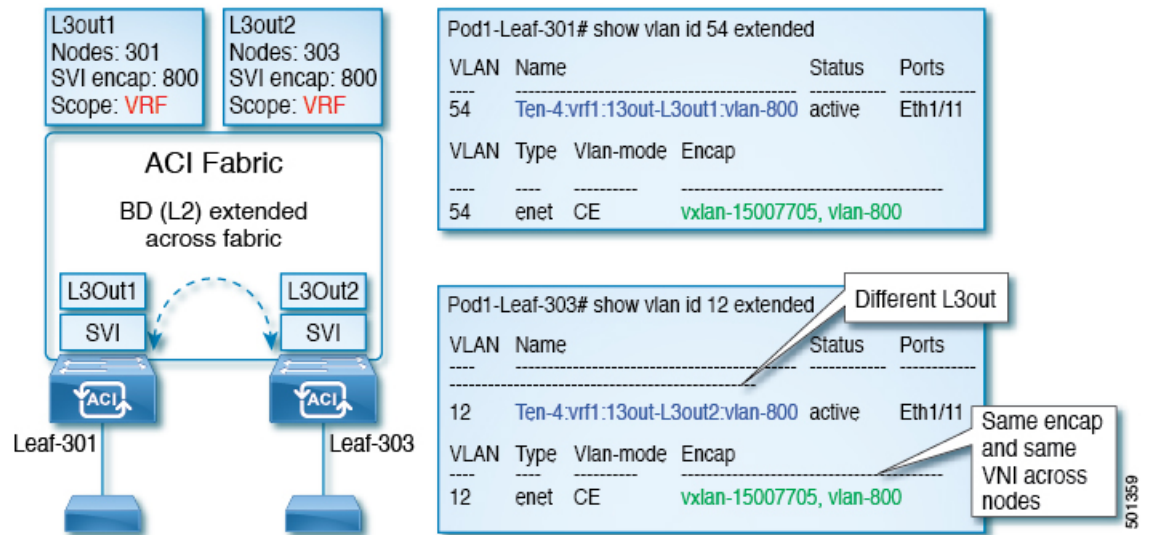 L3out1
Nodes: 301
SVI encap: 800
Scope: VRF
L3out2
Nodes: 303
SVI encap: 800
Scope: VRF
ACI Fabric
BD (L2) extended
across fabric
L3Out1
SVI
L3Out2
SVI
ACI
ACI
Leaf-301
Leaf-303
Pod1-Leaf-301# show vlan id 54 extended
VLAN Name Status Ports
---- -------------------------------- ---------------- ----------------
54 Ten-4:vrf1:13out-L3out1:vlan-800 active Eth1/11
VLAN Type Vlan-mode Encap
---- ---- ---------- -------------------------------
54 enet CE vxlan-15007705, vlan-800
Pod1-Leaf-303# show vlan id 12 extended
Different L3out
VLAN Name Status Ports
---- -------------------------------- ---------------- ----------------
--------------------------------------------
12 Ten-4:vrf1:13out-L3out2:vlan-800 active Eth1/11
VLAN Type Vlan-mode Encap
---- ---- ---------- -------------------------------
12 enet CE vxlan-15007705, vlan-800
Same encap
and same
VNI across
nodes
501359